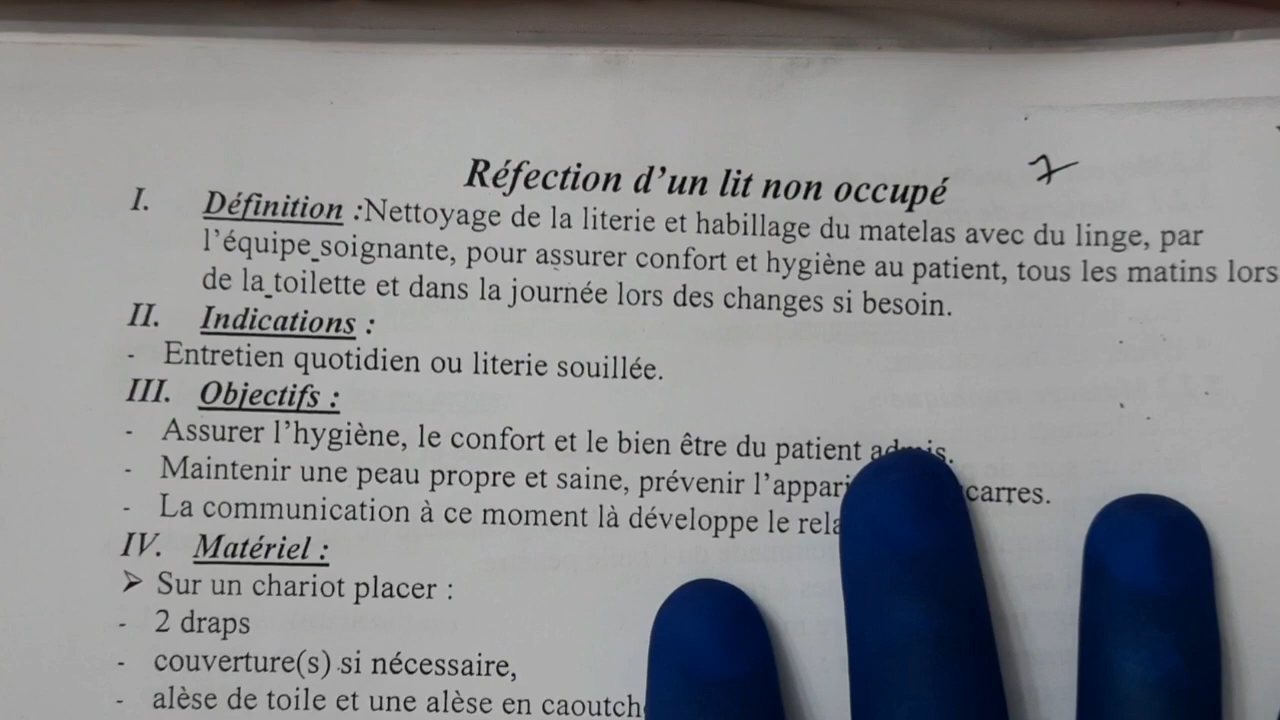 Réfection d'un lit non occupé 7
I. Définition :Nettoyage de la literie et habillage du matelas avec du linge, par
l'équipe soignante, pour assurer confort et hygiène au patient, tous les matins lors
de la toilette et dans la journée lors des changes si besoin.
II. Indications :
- Entretien quotidien ou literie souillée.
III. Objectifs :
- Assurer l'hygiène, le confort et le bien être du patient admis.
- Maintenir une peau propre et saine, prévenir l'appari carres.
- La communication à ce moment là développe le rela
IV. Matériel :
➤ Sur un chariot placer :
- 2 draps
- couverture(s) si nécessaire,
- alèse de toile et une alèse en caoutch